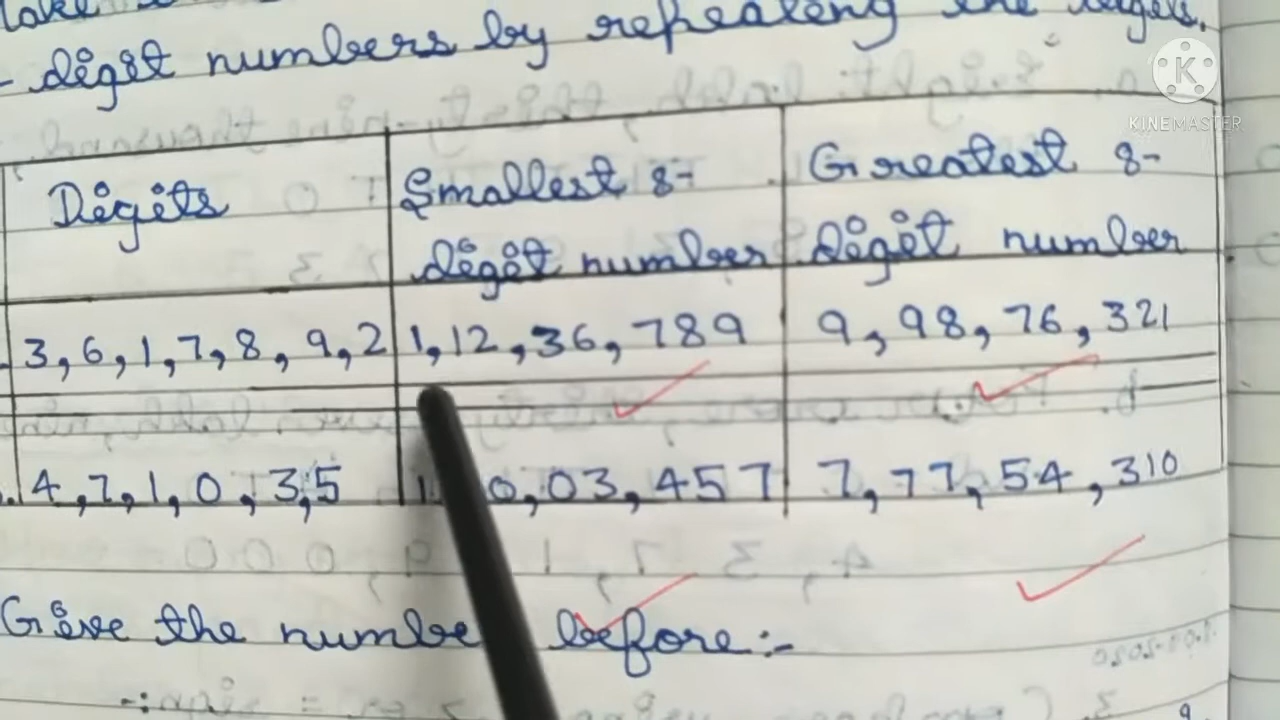 - digit numbers by repeating the digits.
KINEMASTER
Digits
Smallest 8-
digit number
Greatest 8-
digit number
3, 6, 1, 7, 8, 9, 2
1,12,36,789
9,98,76,321
4, 7, 1, 0, 3, 5
0,03,457
7,77,54,310
Give the number before:-